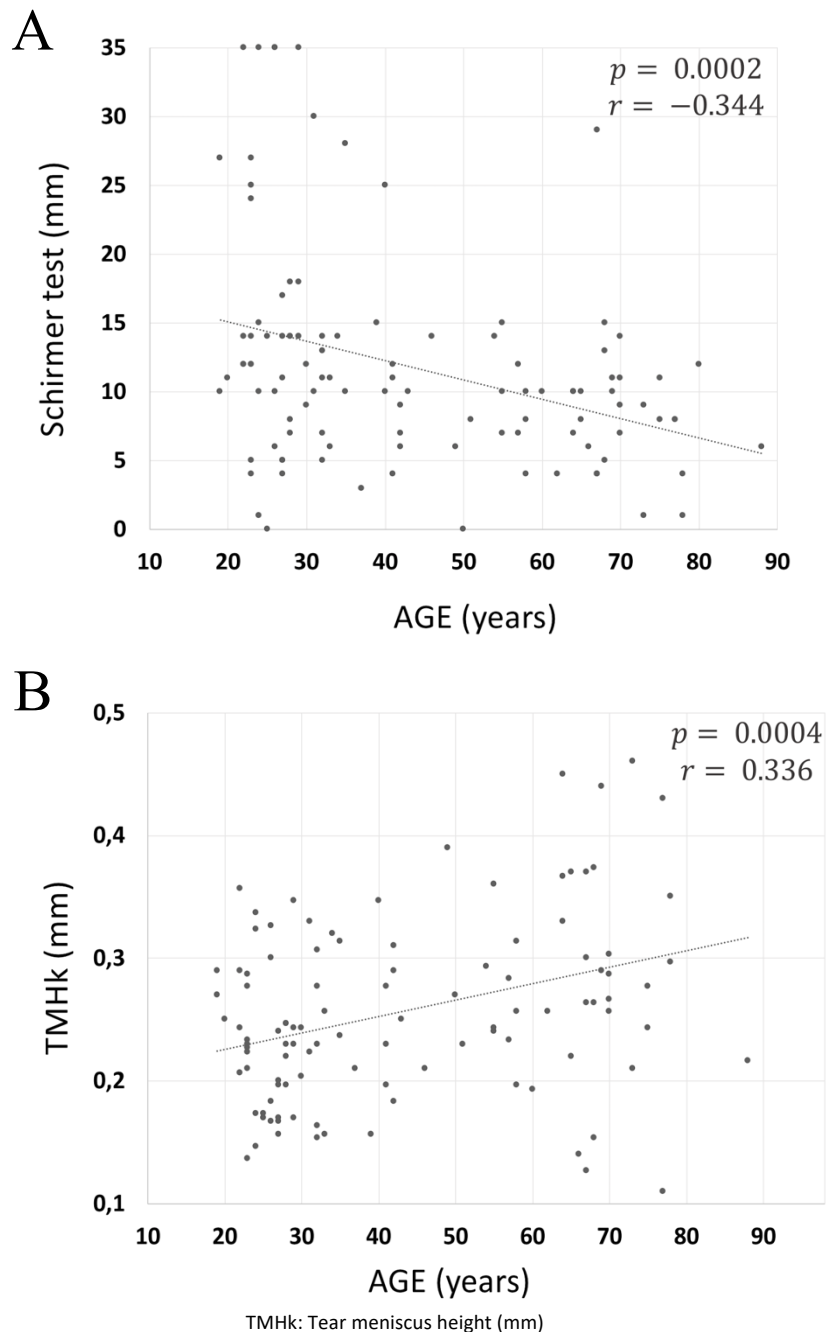 A
35
30
25
20
15
10
5
0
Schirmer test (mm)
p = 0.0002
r = −0.344
10 20 30 40 50 60 70 80 90
AGE (years)
B
0,5
0,4
0,3
0,2
0,1
TMHk (mm)
p = 0.0004
r = 0.336
10 20 30 40 50 60 70 80 90
AGE (years)
TMHk: Tear meniscus height (mm)